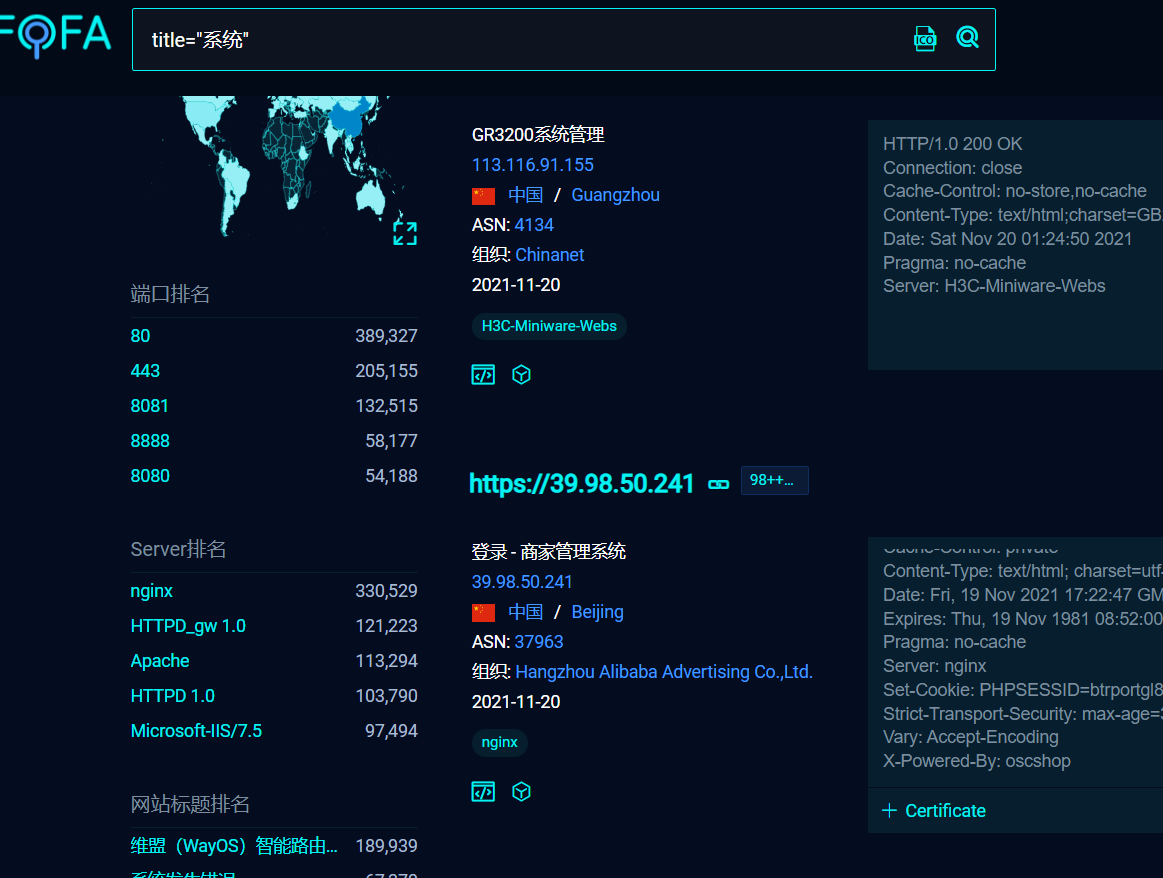 FOFA
title="系统"
ICO
端口排名
80 389,327
443 205,155
8081 132,515
8888 58,177
8080 54,188
Server排名
nginx 330,529
HTTPD_gw 1.0 121,223
Apache 113,294
HTTPD 1.0 103,790
Microsoft-IIS/7.5 97,494
网站标题排名
维盟（WayOS）智能路由... 189,939
GR3200系统管理
113.116.91.155
中国 / Guangzhou
ASN: 4134
组织: Chinanet
2021-11-20
H3C-Miniware-Webs
HTTP/1.0 200 OK
Connection: close
Cache-Control: no-store,no-cache
Content-Type: text/html;charset=GB
Date: Sat Nov 20 01:24:50 2021
Pragma: no-cache
Server: H3C-Miniware-Webs
https://39.98.50.241
98++...
登录 - 商家管理系统
39.98.50.241
中国 / Beijing
ASN: 37963
组织: Hangzhou Alibaba Advertising Co.,Ltd.
2021-11-20
nginx
Cache-Control: private
Content-Type: text/html; charset=utf-
Date: Fri, 19 Nov 2021 17:22:47 GM
Expires: Thu, 19 Nov 1981 08:52:00
Pragma: no-cache
Server: nginx
Set-Cookie: PHPSESSID=btrportgl8
Strict-Transport-Security: max-age=3
Vary: Accept-Encoding
X-Powered-By: oscshop
+ Certificate